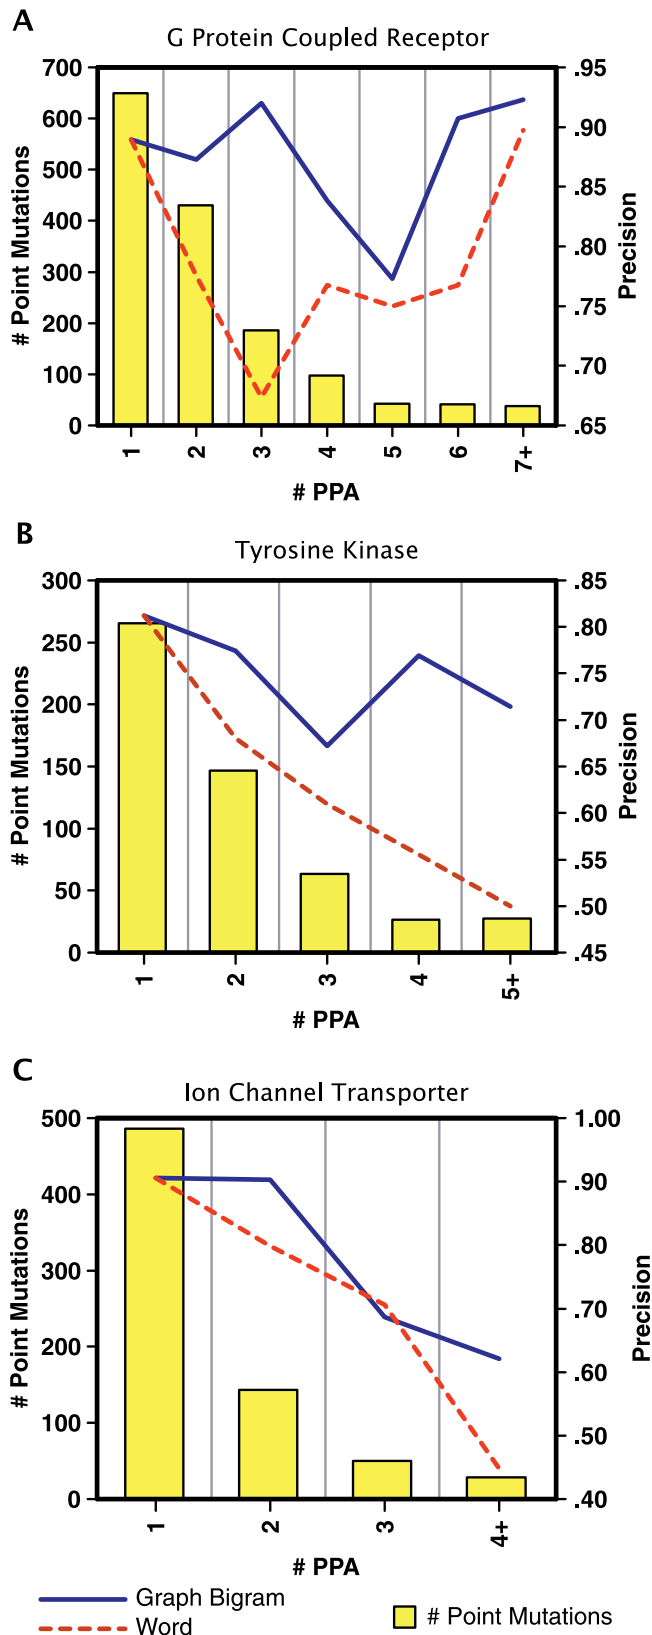 A
G Protein Coupled Receptor
700
600
500
400
300
200
100
0
# Point Mutations
.95
.90
.85
.80
.75
.70
.65
Precision
1 2 3 4 5 6 7+
# PPA
B
Tyrosine Kinase
300
250
200
150
100
50
0
# Point Mutations
.85
.80
.75
.70
.65
.60
.55
.50
.45
Precision
1 2 3 4 5+
# PPA
C
Ion Channel Transporter
500
400
300
200
100
0
# Point Mutations
1.00
.90
.80
.70
.60
.50
.40
Precision
1 2 3 4+
# PPA
Graph Bigram
Word
# Point Mutations